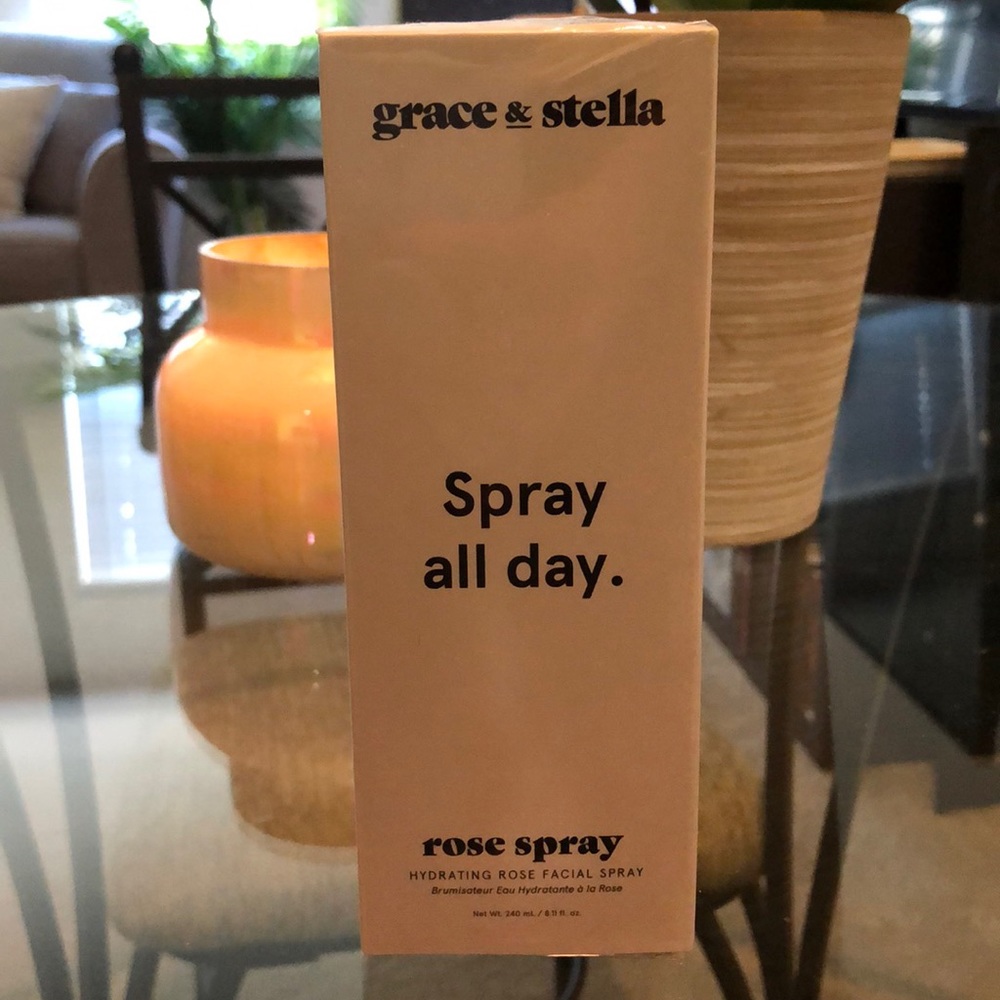 grace & stella
Spray
all day.
rose spray
HYDRATING ROSE FACIAL SPRAY
Brumisateur Eau Hydratante à la Rose
Net Wt. 240 mL / 8.11 fl. oz.